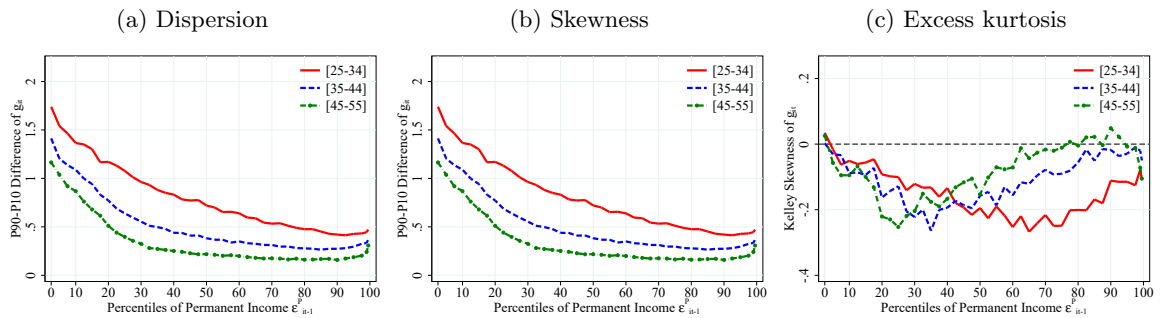 (a) Dispersion
(b) Skewness
(c) Excess kurtosis
P90-P10 Difference of g_it
2
1.5
1
.5
0
[25-34]
[35-44]
[45-55]
0 10 20 30 40 50 60 70 80 90 100
Percentiles of Permanent Income ε^P_it-1
P90-P10 Difference of g_it
2
1.5
1
.5
0
[25-34]
[35-44]
[45-55]
0 10 20 30 40 50 60 70 80 90 100
Percentiles of Permanent Income ε^P_it-1
Kelley Skewness of g_it
.2
0
-.2
-.4
[25-34]
[35-44]
[45-55]
0 10 20 30 40 50 60 70 80 90 100
Percentiles of Permanent Income ε^P_it-1